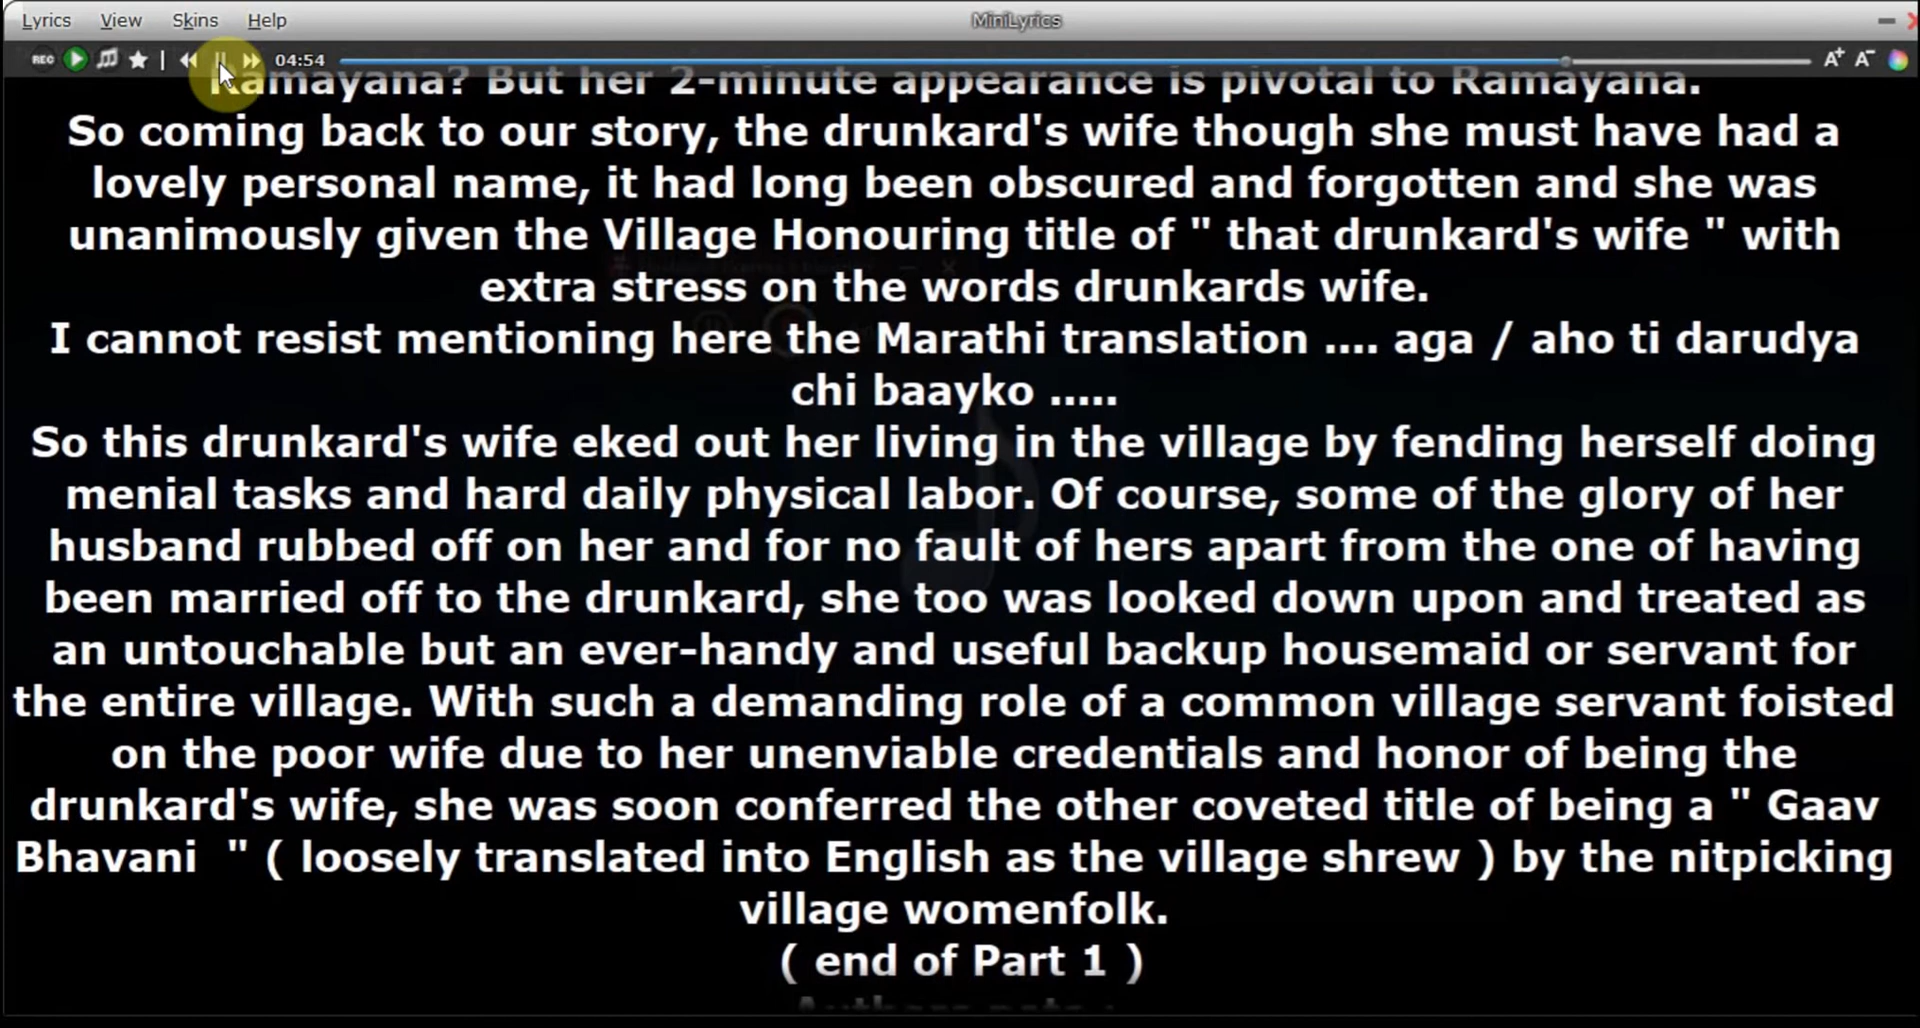 Lyrics View Skins Help MiniLyrics
REC 04:54 A+ A-
Ramayana? But her 2-minute appearance is pivotal to Ramayana.
So coming back to our story, the drunkard's wife though she must have had a
lovely personal name, it had long been obscured and forgotten and she was
unanimously given the Village Honouring title of " that drunkard's wife " with
extra stress on the words drunkards wife.
I cannot resist mentioning here the Marathi translation .... aga / aho ti darudya
chi baayko .....
So this drunkard's wife eked out her living in the village by fending herself doing
menial tasks and hard daily physical labor. Of course, some of the glory of her
husband rubbed off on her and for no fault of hers apart from the one of having
been married off to the drunkard, she too was looked down upon and treated as
an untouchable but an ever-handy and useful backup housemaid or servant for
the entire village. With such a demanding role of a common village servant foisted
on the poor wife due to her unenviable credentials and honor of being the
drunkard's wife, she was soon conferred the other coveted title of being a " Gaav
Bhavani  " ( loosely translated into English as the village shrew ) by the nitpicking
village womenfolk.
( end of Part 1 )